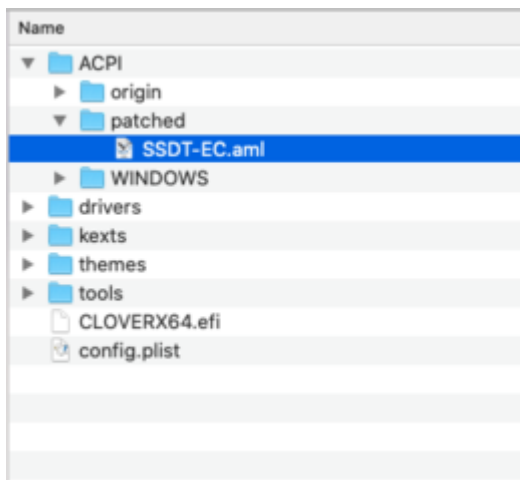 Name
ACPI
origin
patched
SSDT-EC.aml
WINDOWS
drivers
kexts
themes
tools
CLOVERX64.efi
config.plist